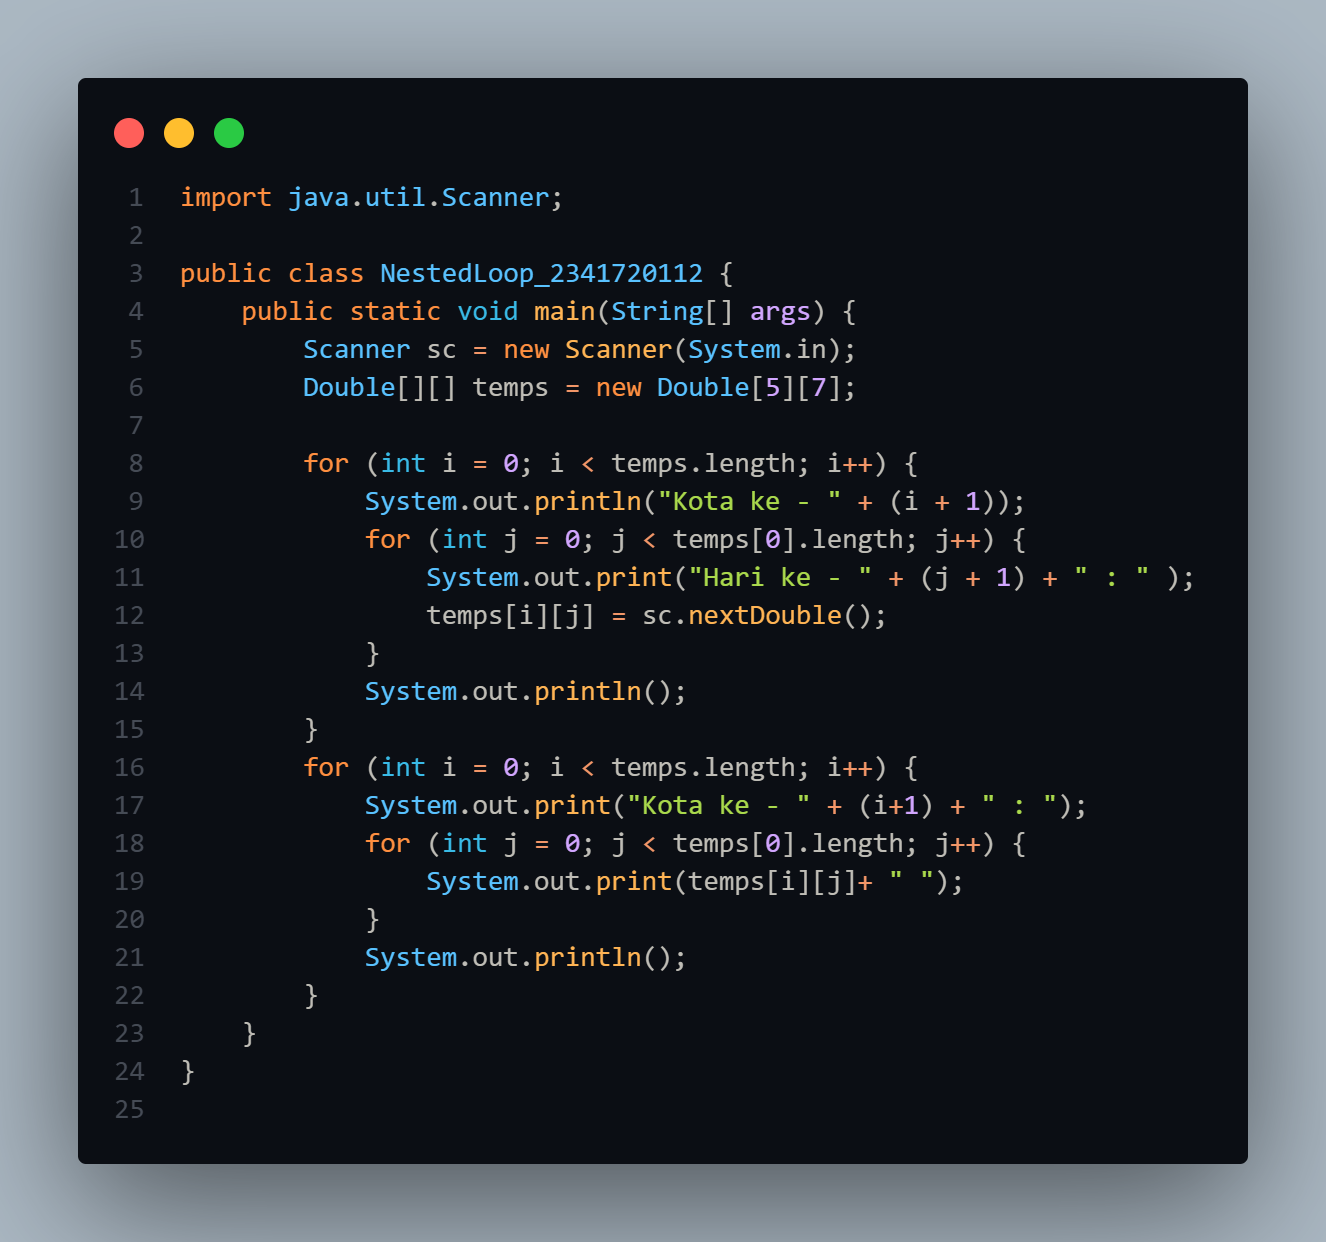 1 import java.util.Scanner;
2
3 public class NestedLoop_2341720112 {
4     public static void main(String[] args) {
5         Scanner sc = new Scanner(System.in);
6         Double[][] temps = new Double[5][7];
7
8         for (int i = 0; i < temps.length; i++) {
9             System.out.println("Kota ke - " + (i + 1));
10             for (int j = 0; j < temps[0].length; j++) {
11                 System.out.print("Hari ke - " + (j + 1) + " : " );
12                 temps[i][j] = sc.nextDouble();
13             }
14             System.out.println();
15         }
16         for (int i = 0; i < temps.length; i++) {
17             System.out.print("Kota ke - " + (i+1) + " : ");
18             for (int j = 0; j < temps[0].length; j++) {
19                 System.out.print(temps[i][j]+ " ");
20             }
21             System.out.println();
22         }
23     }
24 }
25